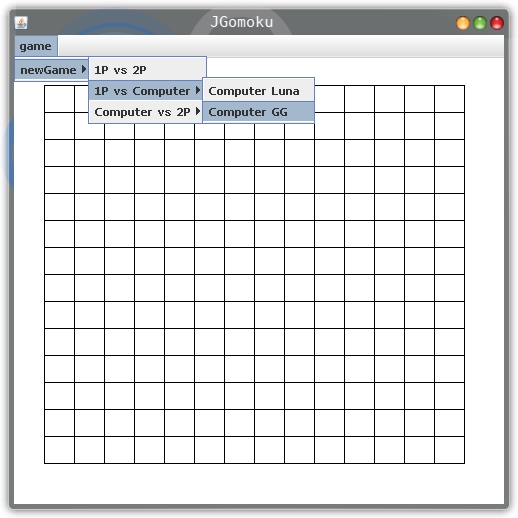 JGomoku
game
newGame
1P vs 2P
1P vs Computer
Computer Luna
Computer vs 2P
Computer GG